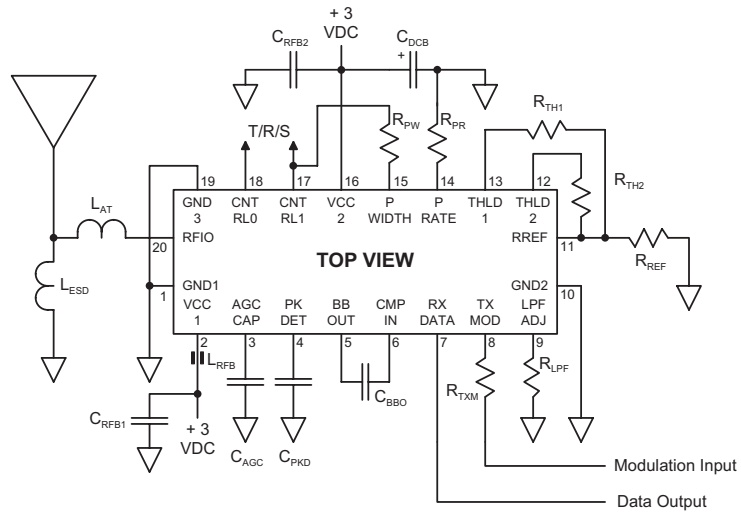 + 3
VDC
C_RFB2
C_DCB
+
R_PW
R_PR
R_TH1
R_TH2
T/R/S
19
18
17
16
15
14
13
12
GND
3
CNT
RL0
CNT
RL1
VCC
2
P
WIDTH
P
RATE
THLD
1
THLD
2
L_AT
20
RFIO
RREF
11
R_REF
TOP VIEW
L_ESD
1
GND1
GND2
10
VCC
1
AGC
CAP
PK
DET
BB
OUT
CMP
IN
RX
DATA
TX
MOD
LPF
ADJ
2
3
4
5
6
7
8
9
L_RFB
C_RFB1
+ 3
VDC
C_AGC
C_PKD
C_BBO
R_TXM
R_LPF
Modulation Input
Data Output